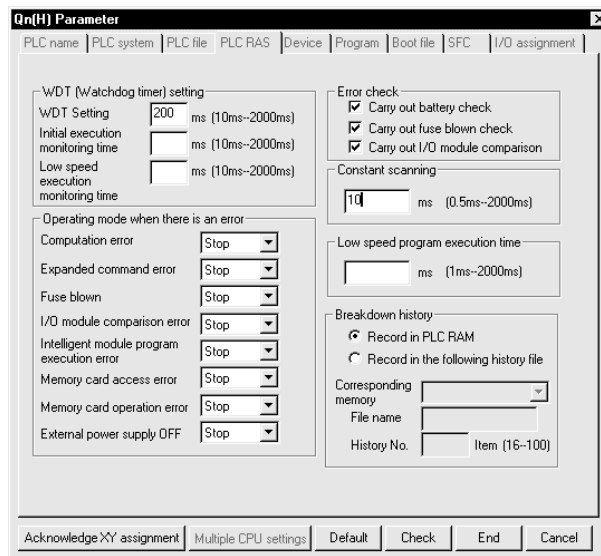 Qn(H) Parameter
PLC name PLC system PLC file PLC RAS Device Program Boot file SFC I/O assignment
WDT (Watchdog timer) setting
WDT Setting 200 ms (10ms--2000ms)
Initial execution
monitoring time ms (10ms--2000ms)
Low speed
execution
monitoring time ms (10ms--2000ms)
Operating mode when there is an error
Computation error Stop
Expanded command error Stop
Fuse blown Stop
I/O module comparison error Stop
Intelligent module program
execution error Stop
Memory card access error Stop
Memory card operation error Stop
External power supply OFF Stop
Error check
Carry out battery check
Carry out fuse blown check
Carry out I/O module comparison
Constant scanning
10 ms (0.5ms--2000ms)
Low speed program execution time
ms (1ms--2000ms)
Breakdown history
Record in PLC RAM
Record in the following history file
Corresponding
memory
File name
History No. Item (16--100)
Acknowledge XY assignment Multiple CPU settings Default Check End Cancel